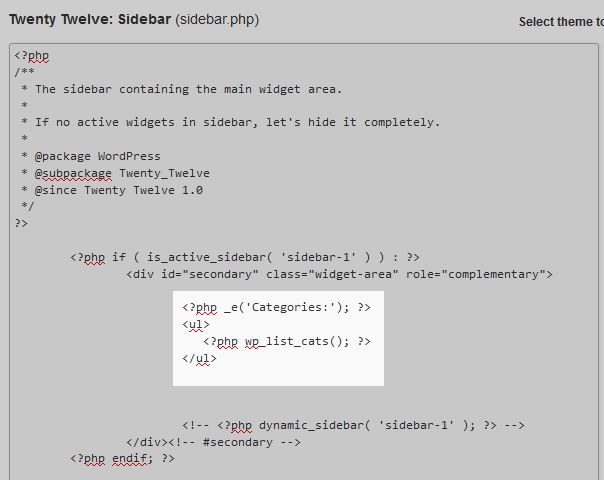 Twenty Twelve: Sidebar (sidebar.php)
Select theme to
<?php
/**
 * The sidebar containing the main widget area.
 *
 * If no active widgets in sidebar, let's hide it completely.
 *
 * @package WordPress
 * @subpackage Twenty_Twelve
 * @since Twenty Twelve 1.0
 */
?>
<?php if ( is_active_sidebar( 'sidebar-1' ) ) : ?>
<div id="secondary" class="widget-area" role="complementary">
<?php _e('Categories:'); ?>
<ul>
<?php wp_list_cats(); ?>
</ul>
<!-- <?php dynamic_sidebar( 'sidebar-1' ); ?> -->
</div><!-- #secondary -->
<?php endif; ?>